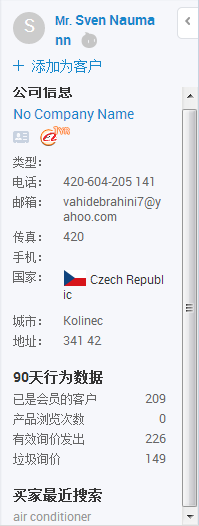 S
Mr. Sven Nauma
nn
+ 添加为客户
公司信息
No Company Name
1YR
类型：
电话： 420-604-205 141
邮箱： vahidebrahini7@y
ahoo.com
传真： 420
手机：
国家： Czech Republ
ic
城市： Kolinec
地址： 341 42
90天行为数据
已是会员的客户 209
产品浏览次数 0
有效询价发出 226
垃圾询价 149
买家最近搜索
air conditioner